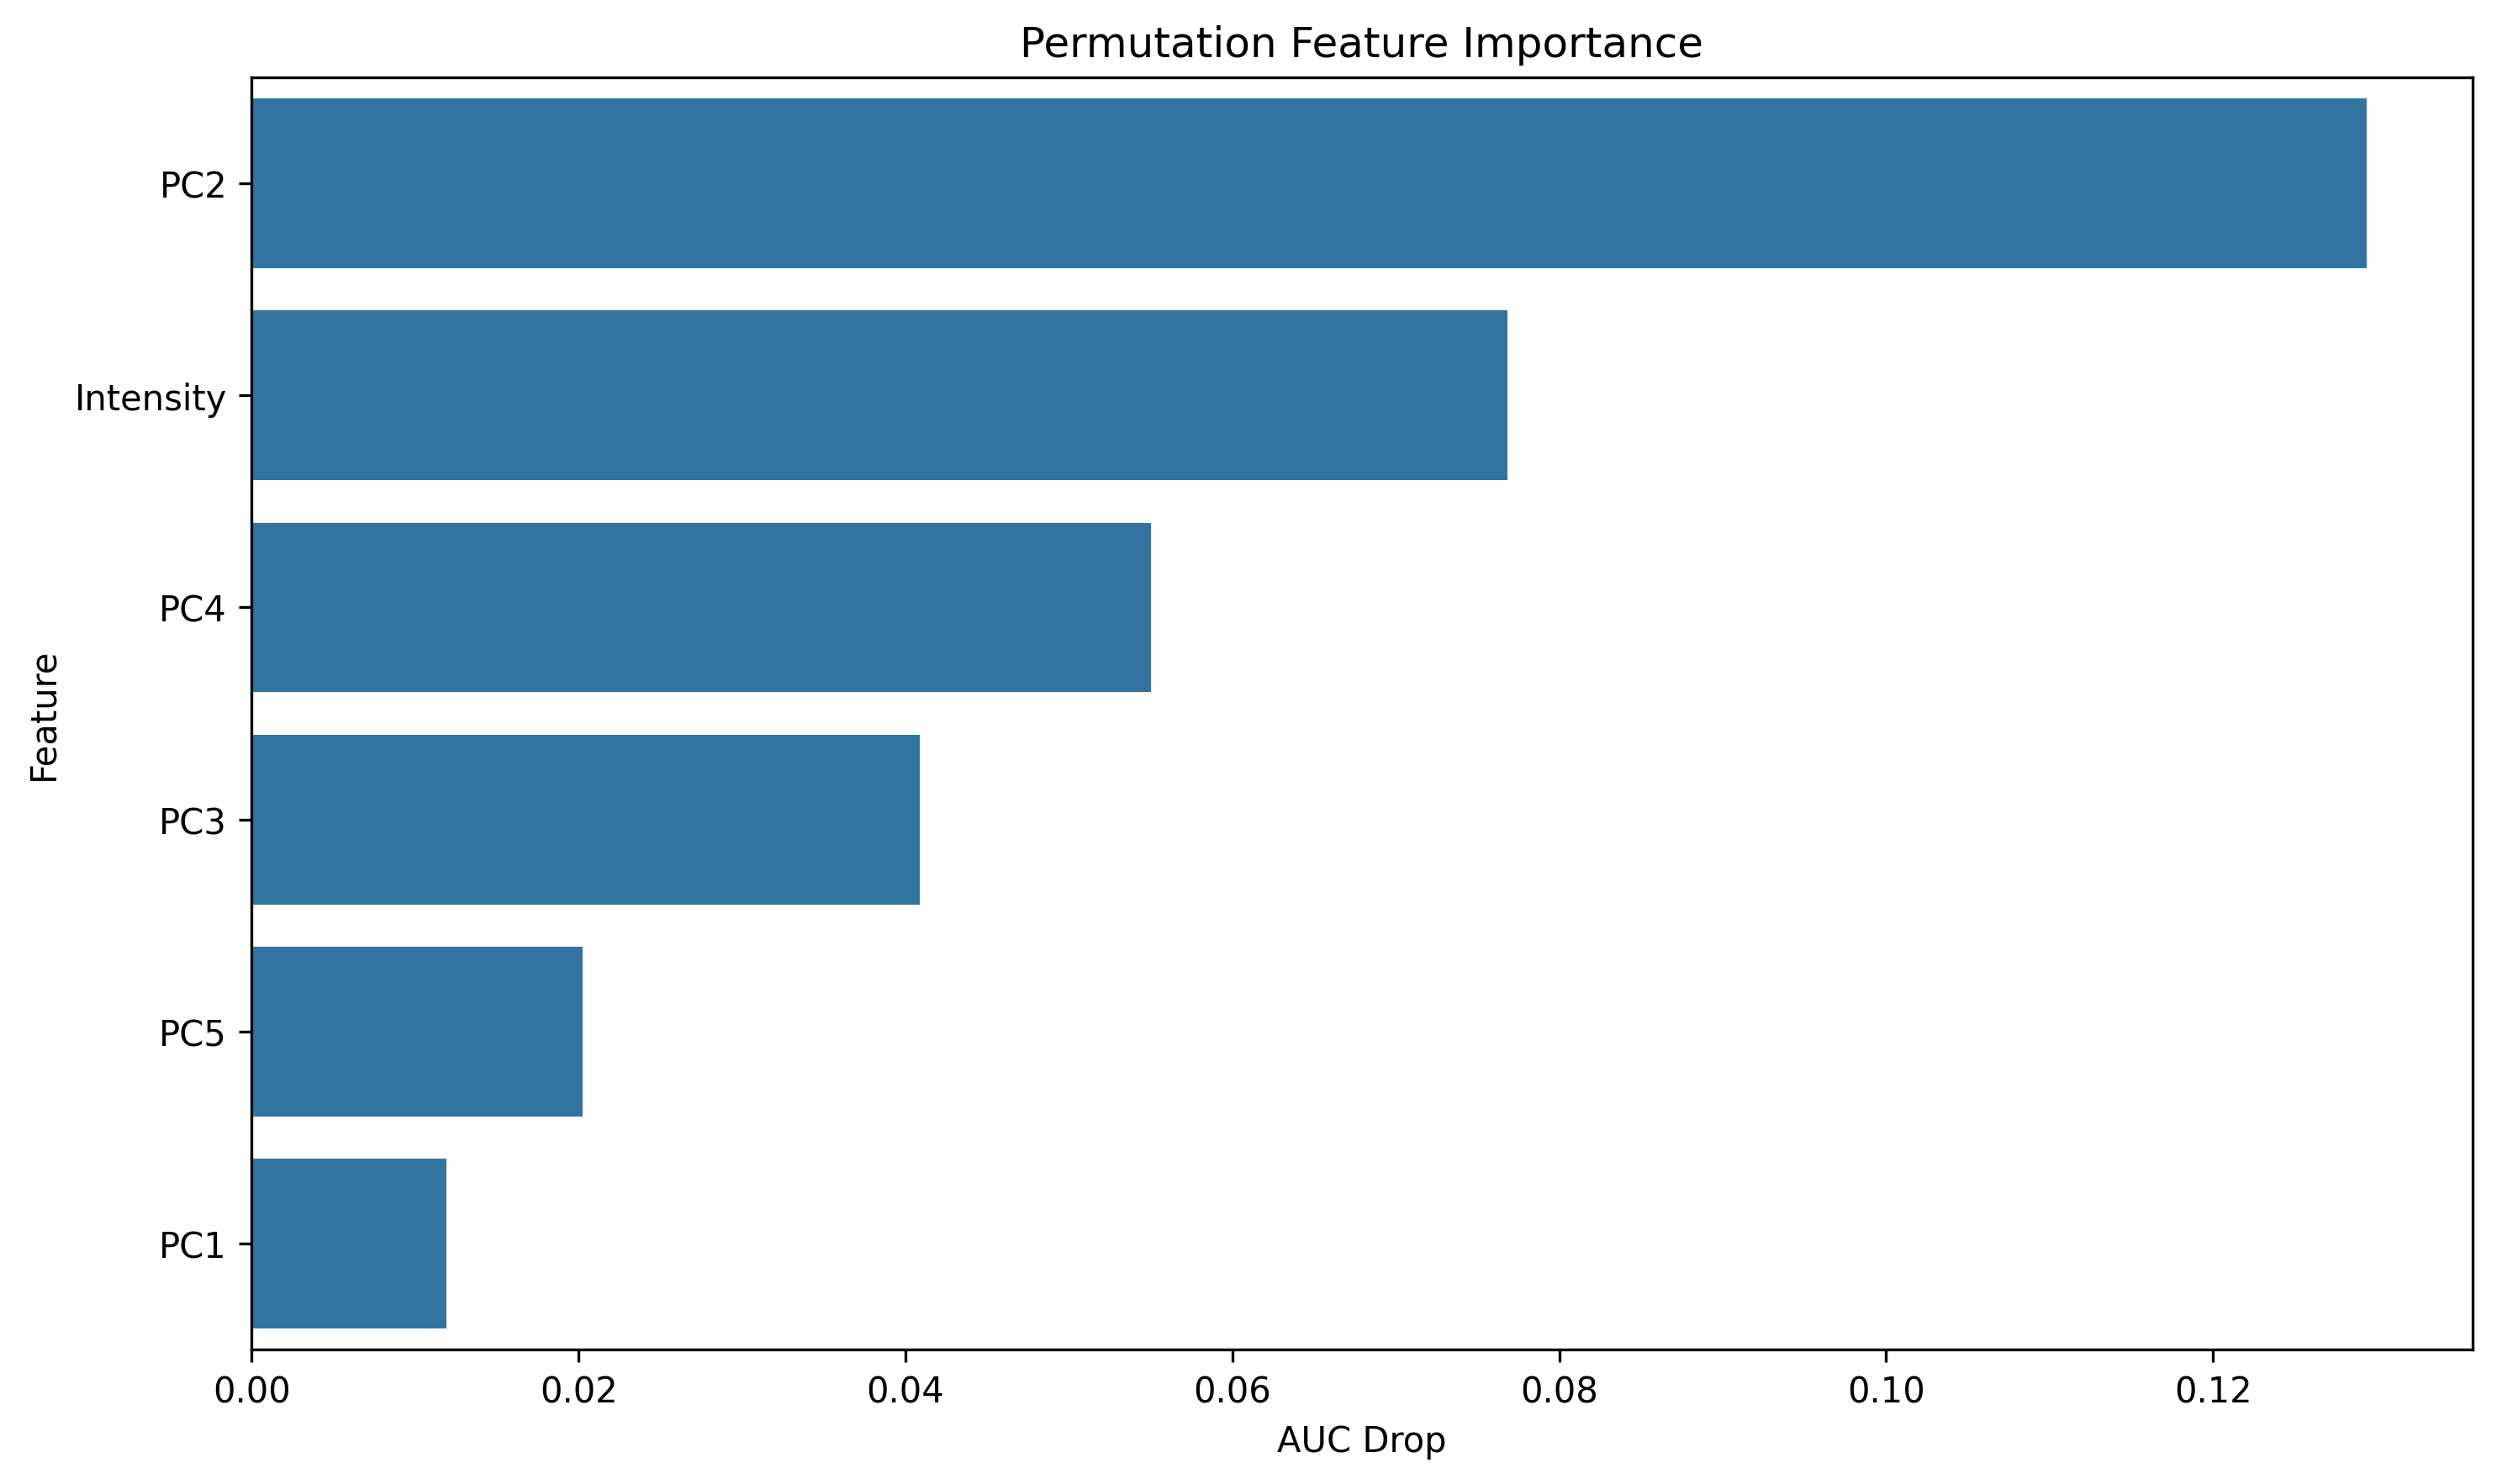 Permutation Feature Importance
Feature
PC2
Intensity
PC4
PC3
PC5
PC1
0.00 0.02 0.04 0.06 0.08 0.10 0.12
AUC Drop